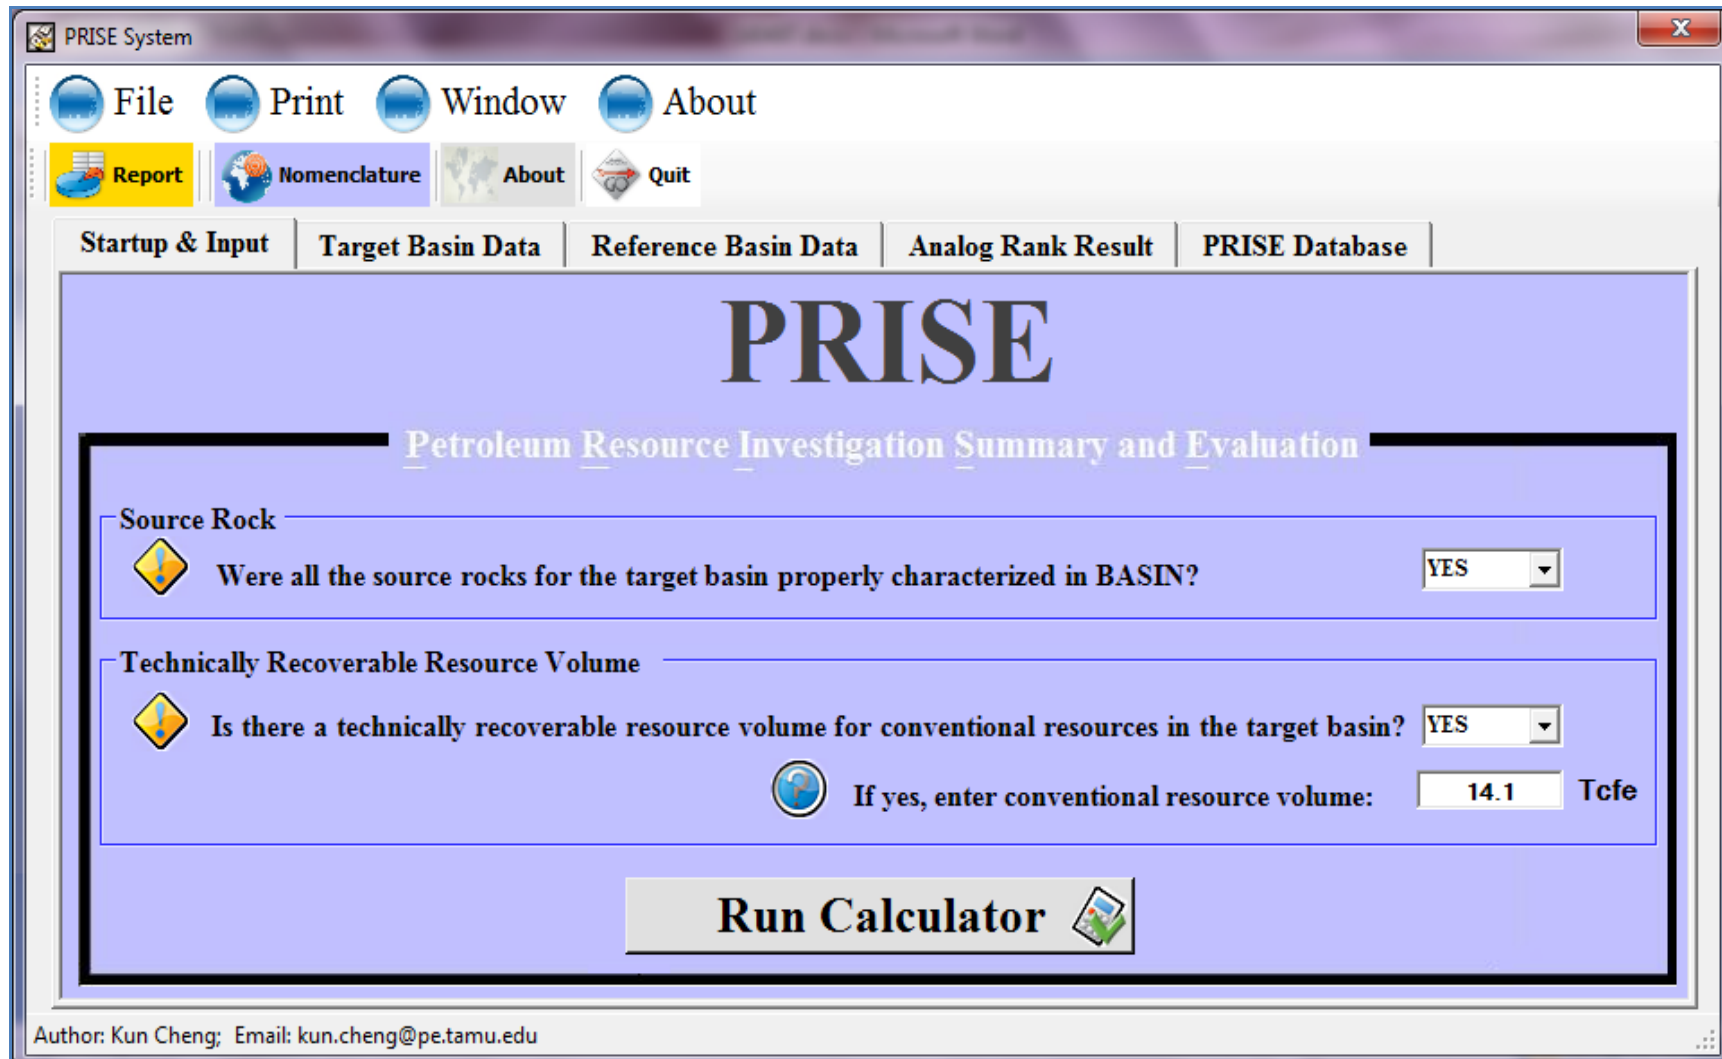 PRISE System
File Print Window About
Report Nomenclature About Quit
Startup & Input Target Basin Data Reference Basin Data Analog Rank Result PRISE Database
PRISE
Petroleum Resource Investigation Summary and Evaluation
Source Rock
Were all the source rocks for the target basin properly characterized in BASIN? YES
Technically Recoverable Resource Volume
Is there a technically recoverable resource volume for conventional resources in the target basin? YES
If yes, enter conventional resource volume: 14.1 Tcfe
Run Calculator
Author: Kun Cheng; Email: kun.cheng@pe.tamu.edu